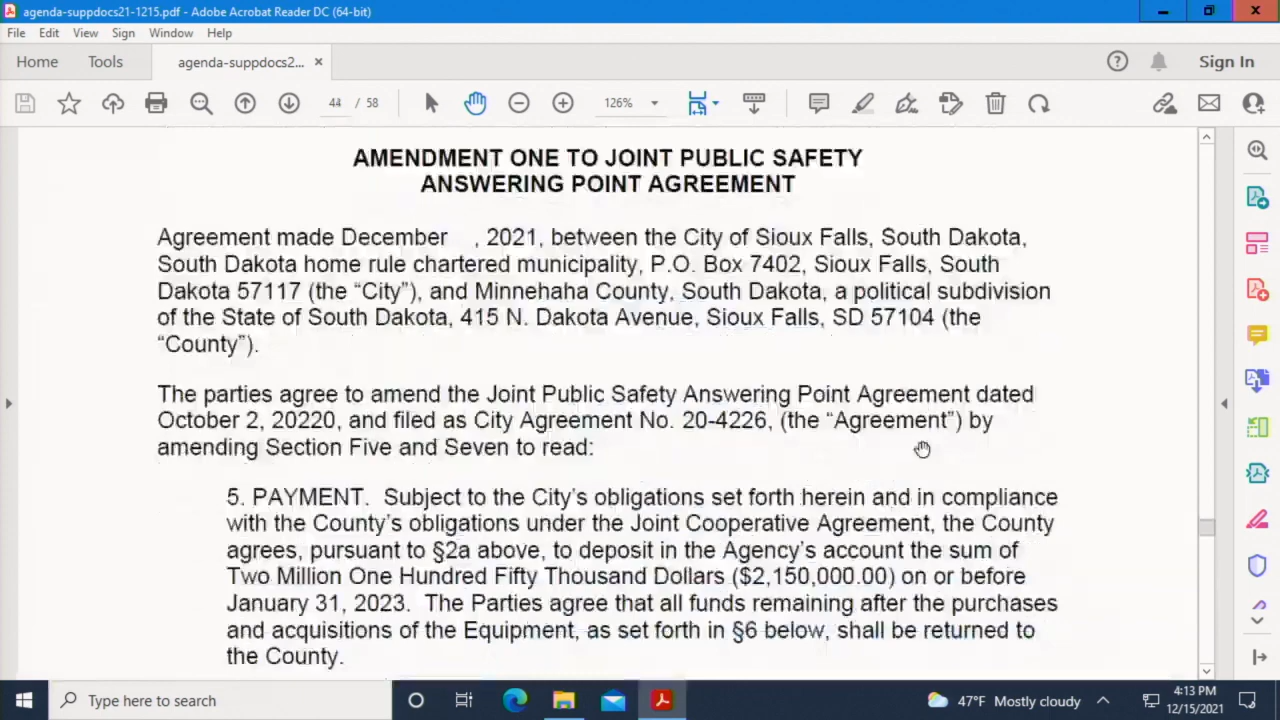 agenda-suppdocs21-1215.pdf - Adobe Acrobat Reader DC (64-bit)
File Edit View Sign Window Help
Home Tools agenda-suppdocs2... × Sign In
44 / 58 126%
AMENDMENT ONE TO JOINT PUBLIC SAFETY
ANSWERING POINT AGREEMENT
Agreement made December , 2021, between the City of Sioux Falls, South Dakota,
South Dakota home rule chartered municipality, P.O. Box 7402, Sioux Falls, South
Dakota 57117 (the “City”), and Minnehaha County, South Dakota, a political subdivision
of the State of South Dakota, 415 N. Dakota Avenue, Sioux Falls, SD 57104 (the
“County”).
The parties agree to amend the Joint Public Safety Answering Point Agreement dated
October 2, 20220, and filed as City Agreement No. 20-4226, (the “Agreement”) by
amending Section Five and Seven to read:
5. PAYMENT. Subject to the City’s obligations set forth herein and in compliance
with the County’s obligations under the Joint Cooperative Agreement, the County
agrees, pursuant to §2a above, to deposit in the Agency’s account the sum of
Two Million One Hundred Fifty Thousand Dollars ($2,150,000.00) on or before
January 31, 2023. The Parties agree that all funds remaining after the purchases
and acquisitions of the Equipment, as set forth in §6 below, shall be returned to
the County.
Type here to search 47°F Mostly cloudy 4:13 PM
12/15/2021